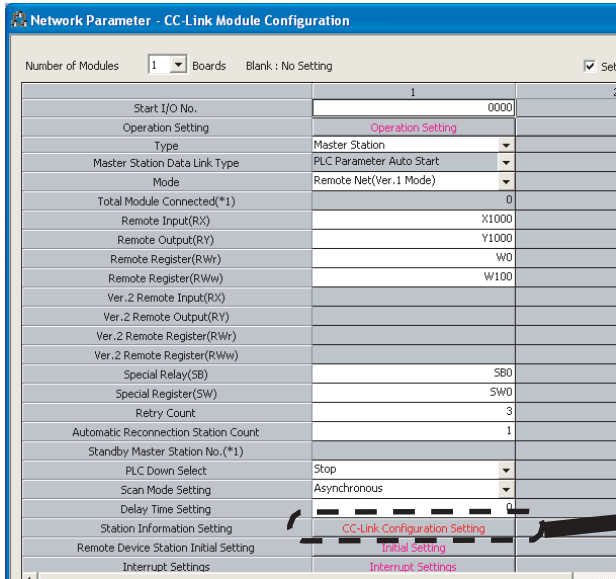 Network Parameter - CC-Link Module Configuration
Number of Modules 1 Boards Blank : No Setting Set
1 2
Start I/O No. 0000
Operation Setting Operation Setting
Type Master Station
Master Station Data Link Type PLC Parameter Auto Start
Mode Remote Net(Ver.1 Mode)
Total Module Connected(*1) 0
Remote Input(RX) X1000
Remote Output(RY) Y1000
Remote Register(RWr) W0
Remote Register(RWw) W100
Ver.2 Remote Input(RX)
Ver.2 Remote Output(RY)
Ver.2 Remote Register(RWr)
Ver.2 Remote Register(RWw)
Special Relay(SB) SB0
Special Register(SW) SW0
Retry Count 3
Automatic Reconnection Station Count 1
Standby Master Station No.(*1)
PLC Down Select Stop
Scan Mode Setting Asynchronous
Delay Time Setting 0
Station Information Setting CC-Link Configuration Setting
Remote Device Station Initial Setting Initial Setting
Interrupt Settings Interrupt Settings